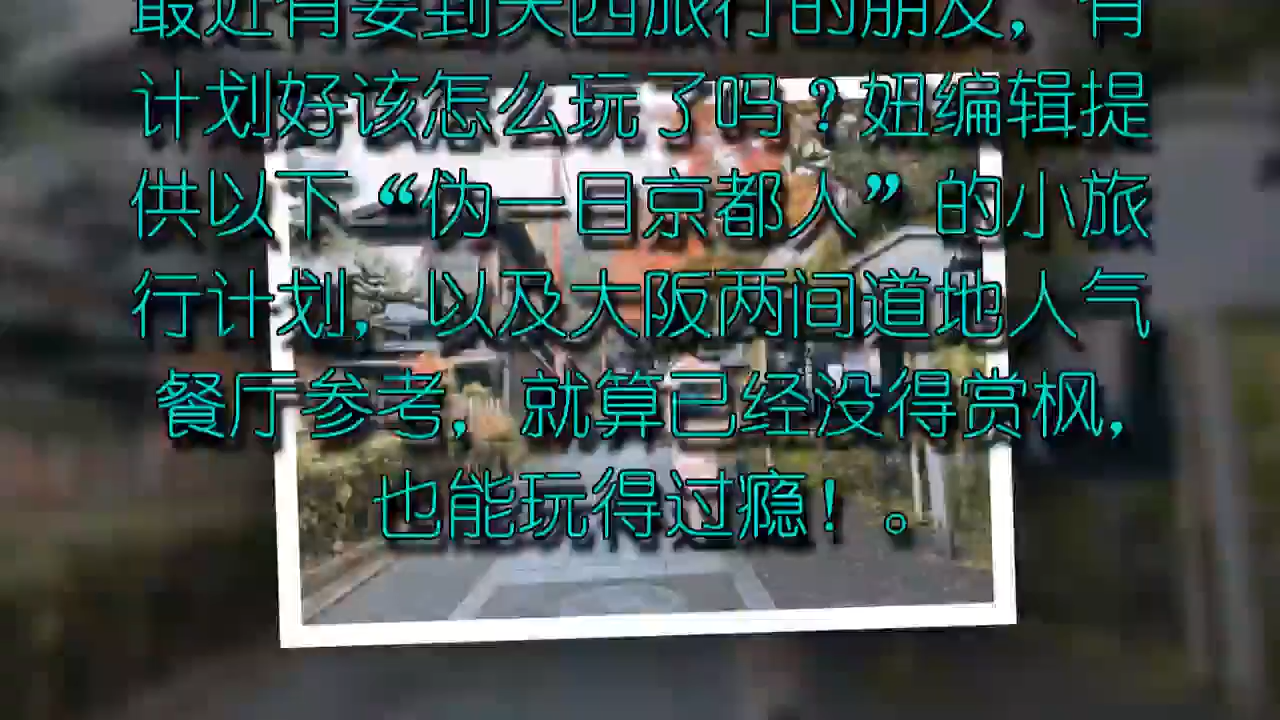 最近有要到关西旅行的朋友，有
计划好该怎么玩了吗？妞编辑提
供以下“伪一日京都人”的小旅
行计划，以及大阪两间道地人气
餐厅参考，就算已经没得赏枫，
也能玩得过瘾！。